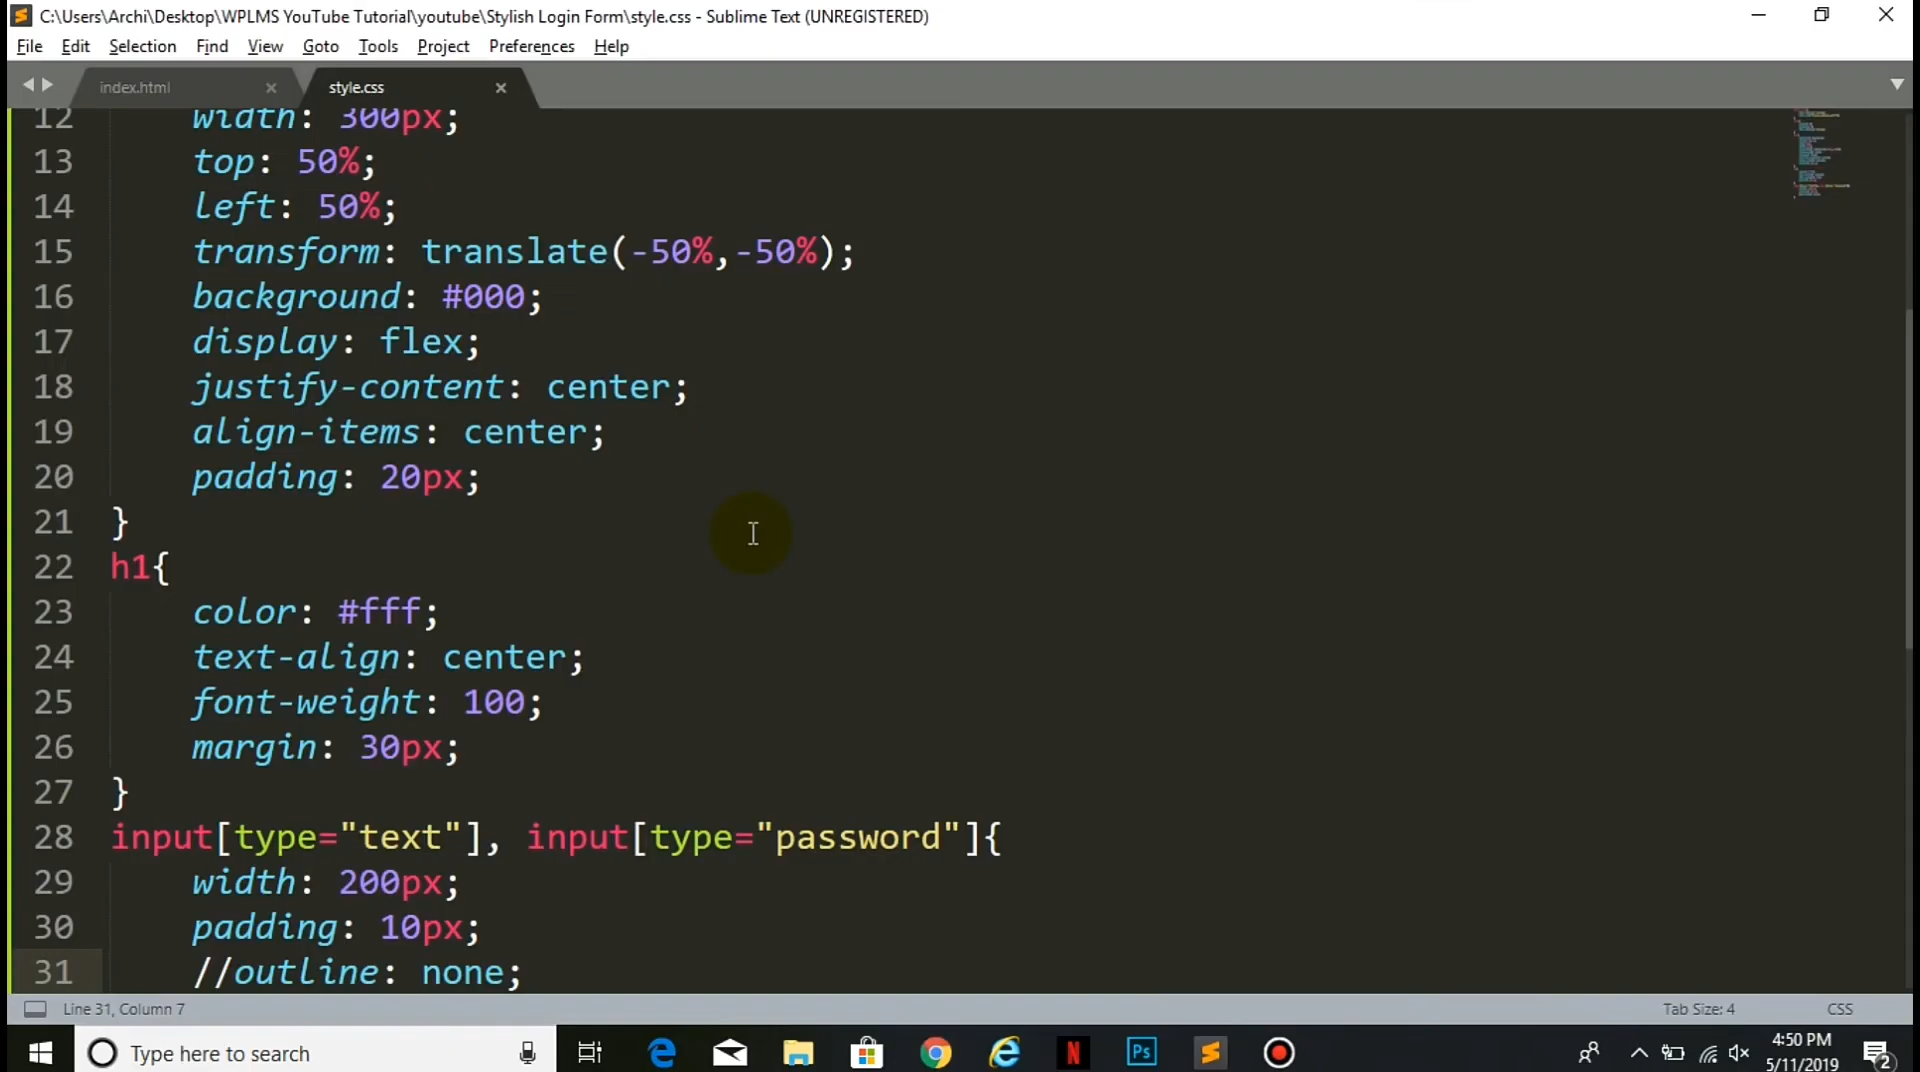 C:\Users\Archi\Desktop\WPLMS YouTube Tutorial\youtube\Stylish Login Form\style.css - Sublime Text (UNREGISTERED)
File Edit Selection Find View Goto Tools Project Preferences Help
index.html style.css
12 width: 300px;
13 top: 50%;
14 left: 50%;
15 transform: translate(-50%,-50%);
16 background: #000;
17 display: flex;
18 justify-content: center;
19 align-items: center;
20 padding: 20px;
21 }
22 h1{
23 color: #fff;
24 text-align: center;
25 font-weight: 100;
26 margin: 30px;
27 }
28 input[type="text"], input[type="password"]{
29 width: 200px;
30 padding: 10px;
31 //outline: none;
Line 31, Column 7 Tab Size: 4 CSS
Type here to search Ps 4:50 PM
5/11/2019 2